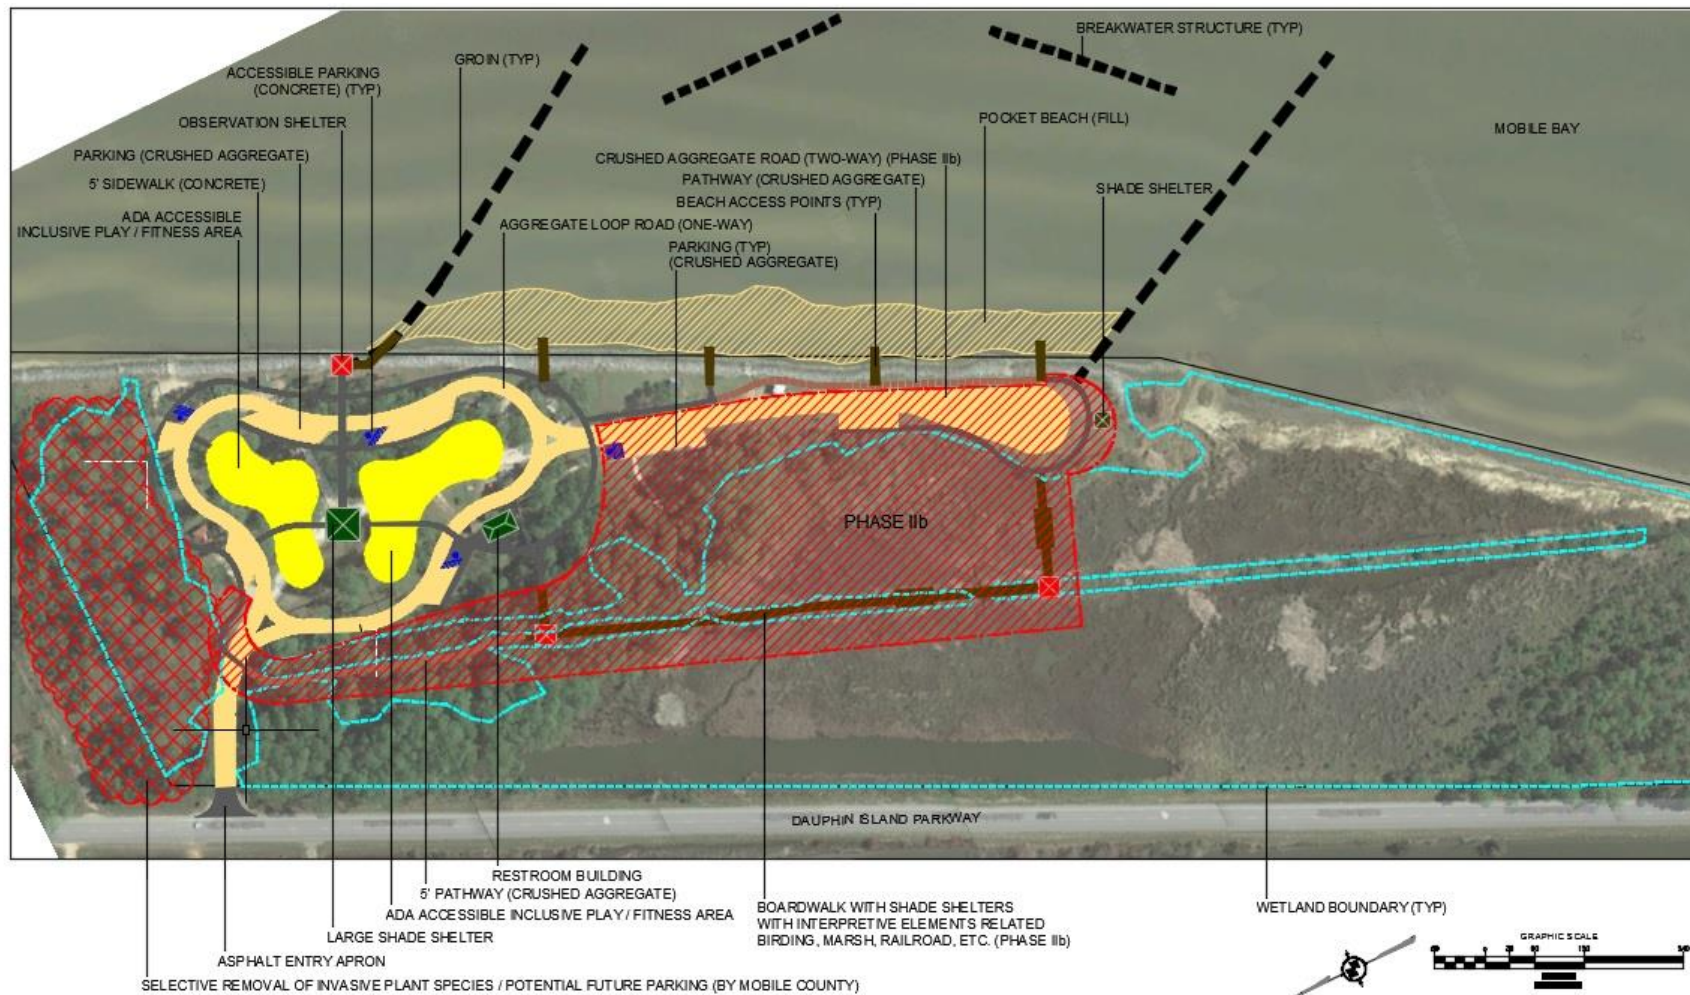 BREAKWATER STRUCTURE (TYP)
GROIN (TYP)
ACCESSIBLE PARKING
(CONCRETE) (TYP)
OBSERVATION SHELTER
POCKET BEACH (FILL)
MOBILE BAY
PARKING (CRUSHED AGGREGATE)
CRUSHED AGGREGATE ROAD (TWO-WAY) (PHASE IIb)
5' SIDEWALK (CONCRETE)
PATHWAY (CRUSHED AGGREGATE)
SHADE SHELTER
BEACH ACCESS POINTS (TYP)
ADA ACCESSIBLE
INCLUSIVE PLAY / FITNESS AREA
AGGREGATE LOOP ROAD (ONE-WAY)
PARKING (TYP)
(CRUSHED AGGREGATE)
PHASE IIb
DAUPHIN ISLAND PARKWAY
RESTROOM BUILDING
5' PATHWAY (CRUSHED AGGREGATE)
ADA ACCESSIBLE INCLUSIVE PLAY / FITNESS AREA
BOARDWALK WITH SHADE SHELTERS
WITH INTERPRETIVE ELEMENTS RELATED
BIRDING, MARSH, RAILROAD, ETC. (PHASE IIb)
WETLAND BOUNDARY (TYP)
LARGE SHADE SHELTER
ASPHALT ENTRY APRON
SELECTIVE REMOVAL OF INVASIVE PLANT SPECIES / POTENTIAL FUTURE PARKING (BY MOBILE COUNTY)
GRAPHIC SCALE